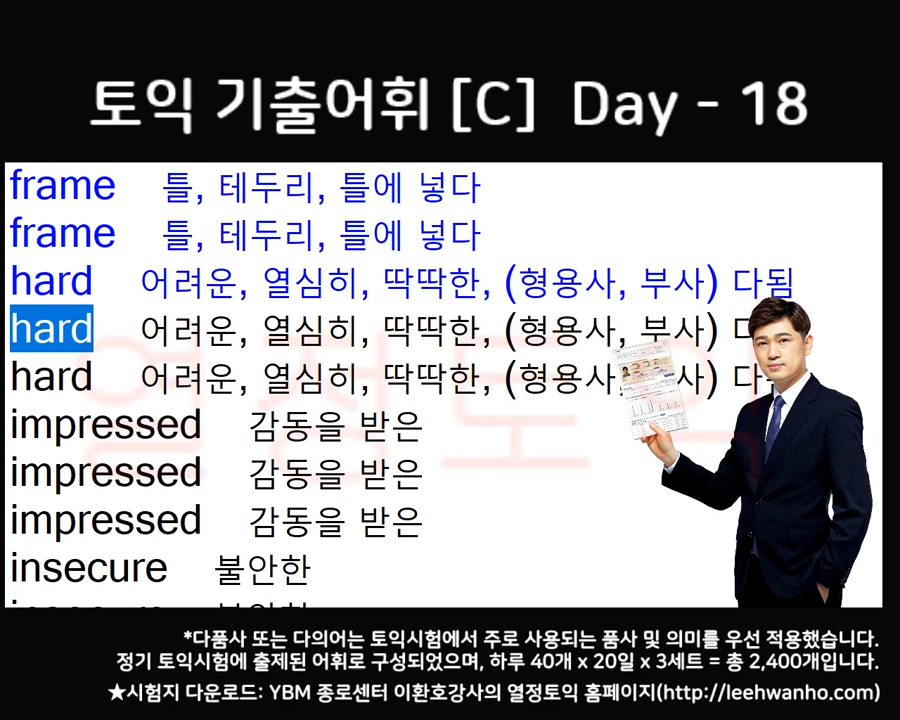 토익 기출어휘 [C] Day - 18
frame 틀, 테두리, 틀에 넣다
frame 틀, 테두리, 틀에 넣다
hard 어려운, 열심히, 딱딱한, (형용사, 부사) 다됨
hard 어려운, 열심히, 딱딱한, (형용사, 부사)
hard 어려운, 열심히, 딱딱한, (형용사,
impressed 감동을 받은
impressed 감동을 받은
impressed 감동을 받은
insecure 불안한
*다품사 또는 다의어는 토익시험에서 주로 사용되는 품사 및 의미를 우선 적용했습니다.
정기 토익시험에 출제된 어휘로 구성되었으며, 하루 40개 x 20일 x 3세트 = 총 2,400개입니다.
★시험지 다운로드: YBM 종로센터 이환호강사의 열정토익 홈페이지(http://leehwanho.com)